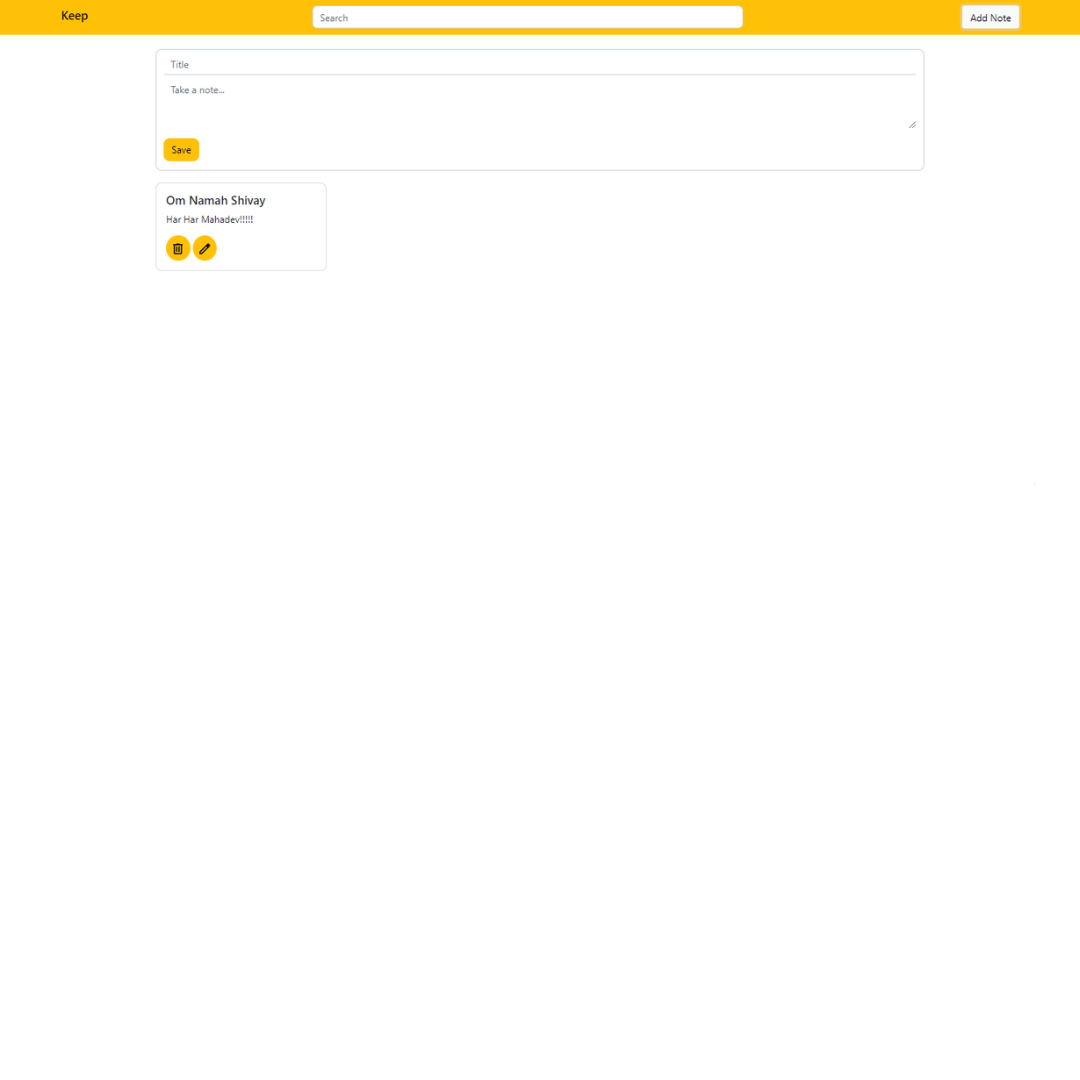 Keep
Search
Add Note
Title
Take a note...
Save
Om Namah Shivay
Har Har Mahadev!!!!!